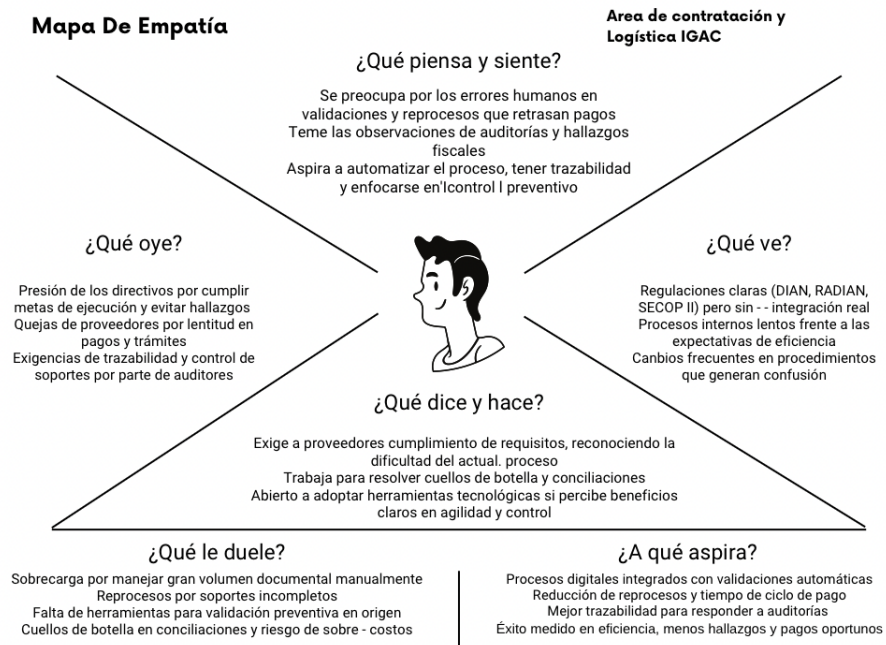 Mapa De Empatía
Area de contratación y
Logística IGAC
¿Qué piensa y siente?
Se preocupa por los errores humanos en
validaciones y reprocesos que retrasan pagos
Teme las observaciones de auditorías y hallazgos
fiscales
Aspira a automatizar el proceso, tener trazabilidad
y enfocarse en'lcontrol l preventivo
¿Qué oye?
Presión de los directivos por cumplir
metas de ejecución y evitar hallazgos
Quejas de proveedores por lentitud en
pagos y trámites
Exigencias de trazabilidad y control de
soportes por parte de auditores
¿Qué ve?
Regulaciones claras (DIAN, RADIAN,
SECOP II) pero sin - - integración real
Procesos internos lentos frente a las
expectativas de eficiencia
Canbios frecuentes en procedimientos
que generan confusión
¿Qué dice y hace?
Exige a proveedores cumplimiento de requisitos, reconociendo la
dificultad del actual. proceso
Trabaja para resolver cuellos de botella y conciliaciones
Abierto a adoptar herramientas tecnológicas si percibe beneficios
claros en agilidad y control
¿Qué le duele?
Sobrecarga por manejar gran volumen documental manualmente
Reprocesos por soportes incompletos
Falta de herramientas para validación preventiva en origen
Cuellos de botella en conciliaciones y riesgo de sobre - costos
¿A qué aspira?
Procesos digitales integrados con validaciones automáticas
Reducción de reprocesos y tiempo de ciclo de pago
Mejor trazabilidad para responder a auditorías
Éxito medido en eficiencia, menos hallazgos y pagos oportunos